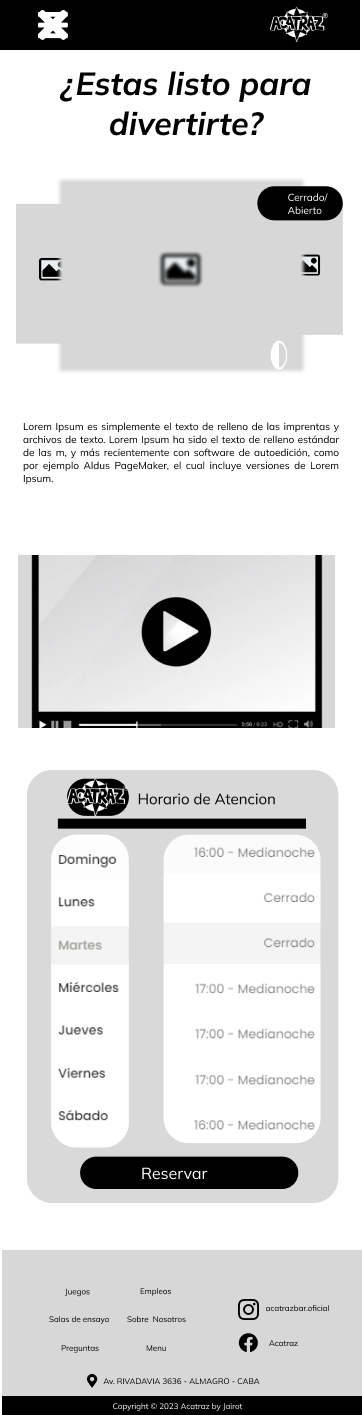 ACATRAZ®
¿Estas listo para
divertirte?
Cerrado/
Abierto
Lorem Ipsum es simplemente el texto de relleno de las imprentas y
archivos de texto. Lorem Ipsum ha sido el texto de relleno estándar
de las m, y más recientemente con software de autoedición, como
por ejemplo Aldus PageMaker, el cual incluye versiones de Lorem
Ipsum.
0:56 / 6:23 HD
ACATRAZ Horario de Atencion
Domingo 16:00 - Medianoche
Lunes Cerrado
Martes Cerrado
Miércoles 17:00 - Medianoche
Jueves 17:00 - Medianoche
Viernes 17:00 - Medianoche
Sábado 16:00 - Medianoche
Reservar
Juegos Empleos
acatrazbar.oficial
Salas de ensayo Sobre Nosotros
Acatraz
Preguntas Menu
Av. RIVADAVIA 3636 - ALMAGRO - CABA
Copyright © 2023 Acatraz by Jairot